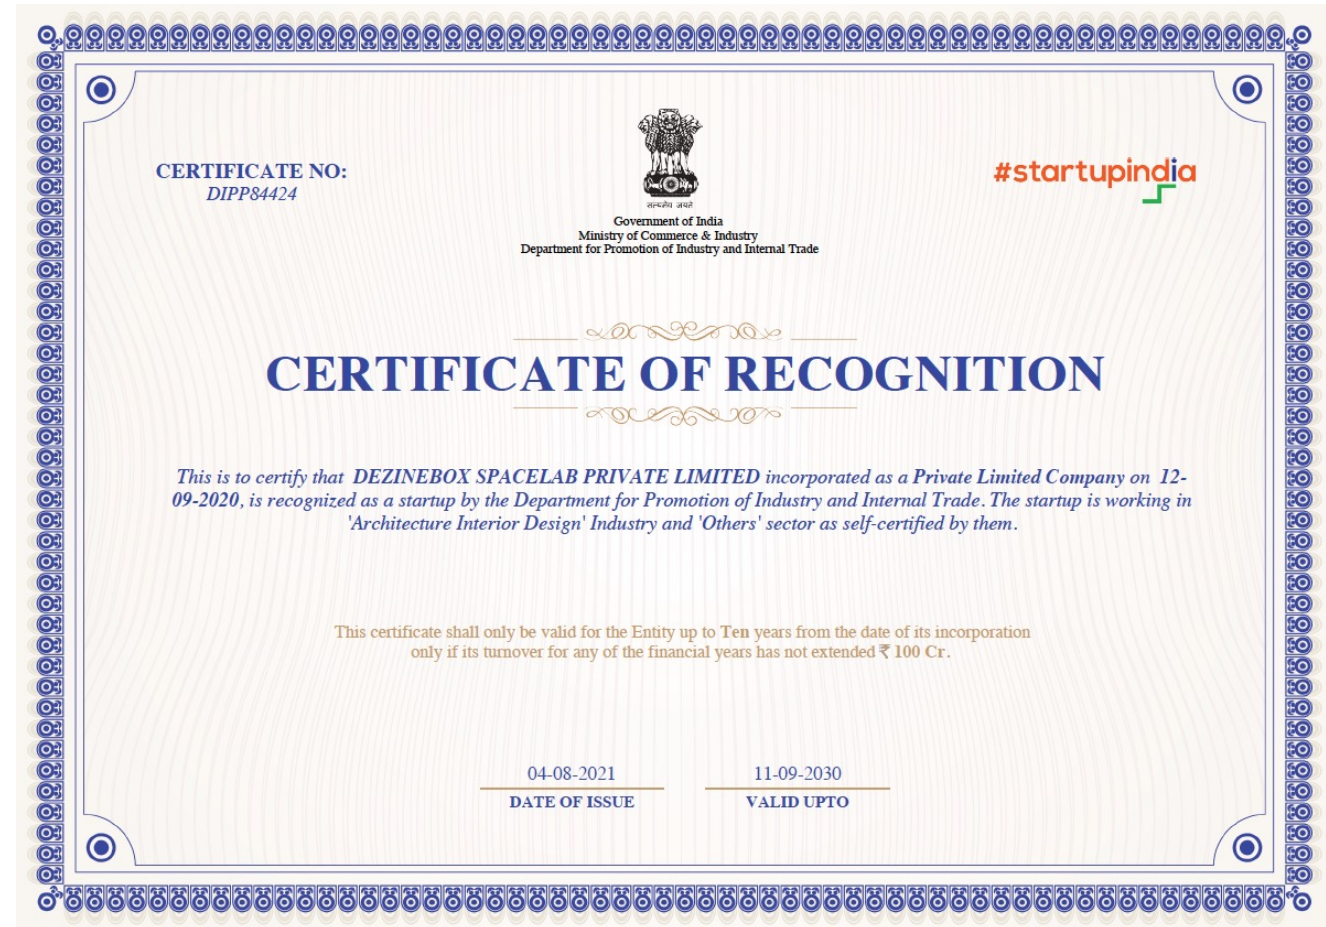 CERTIFICATE NO:
DIPP84424
#startupindia
सत्यमेव जयते
Government of India
Ministry of Commerce & Industry
Department for Promotion of Industry and Internal Trade
CERTIFICATE OF RECOGNITION
This is to certify that DEZINEBOX SPACELAB PRIVATE LIMITED incorporated as a Private Limited Company on 12-
09-2020, is recognized as a startup by the Department for Promotion of Industry and Internal Trade. The startup is working in
'Architecture Interior Design' Industry and 'Others' sector as self-certified by them.
This certificate shall only be valid for the Entity up to Ten years from the date of its incorporation
only if its turnover for any of the financial years has not extended ₹ 100 Cr.
04-08-2021
DATE OF ISSUE
11-09-2030
VALID UPTO